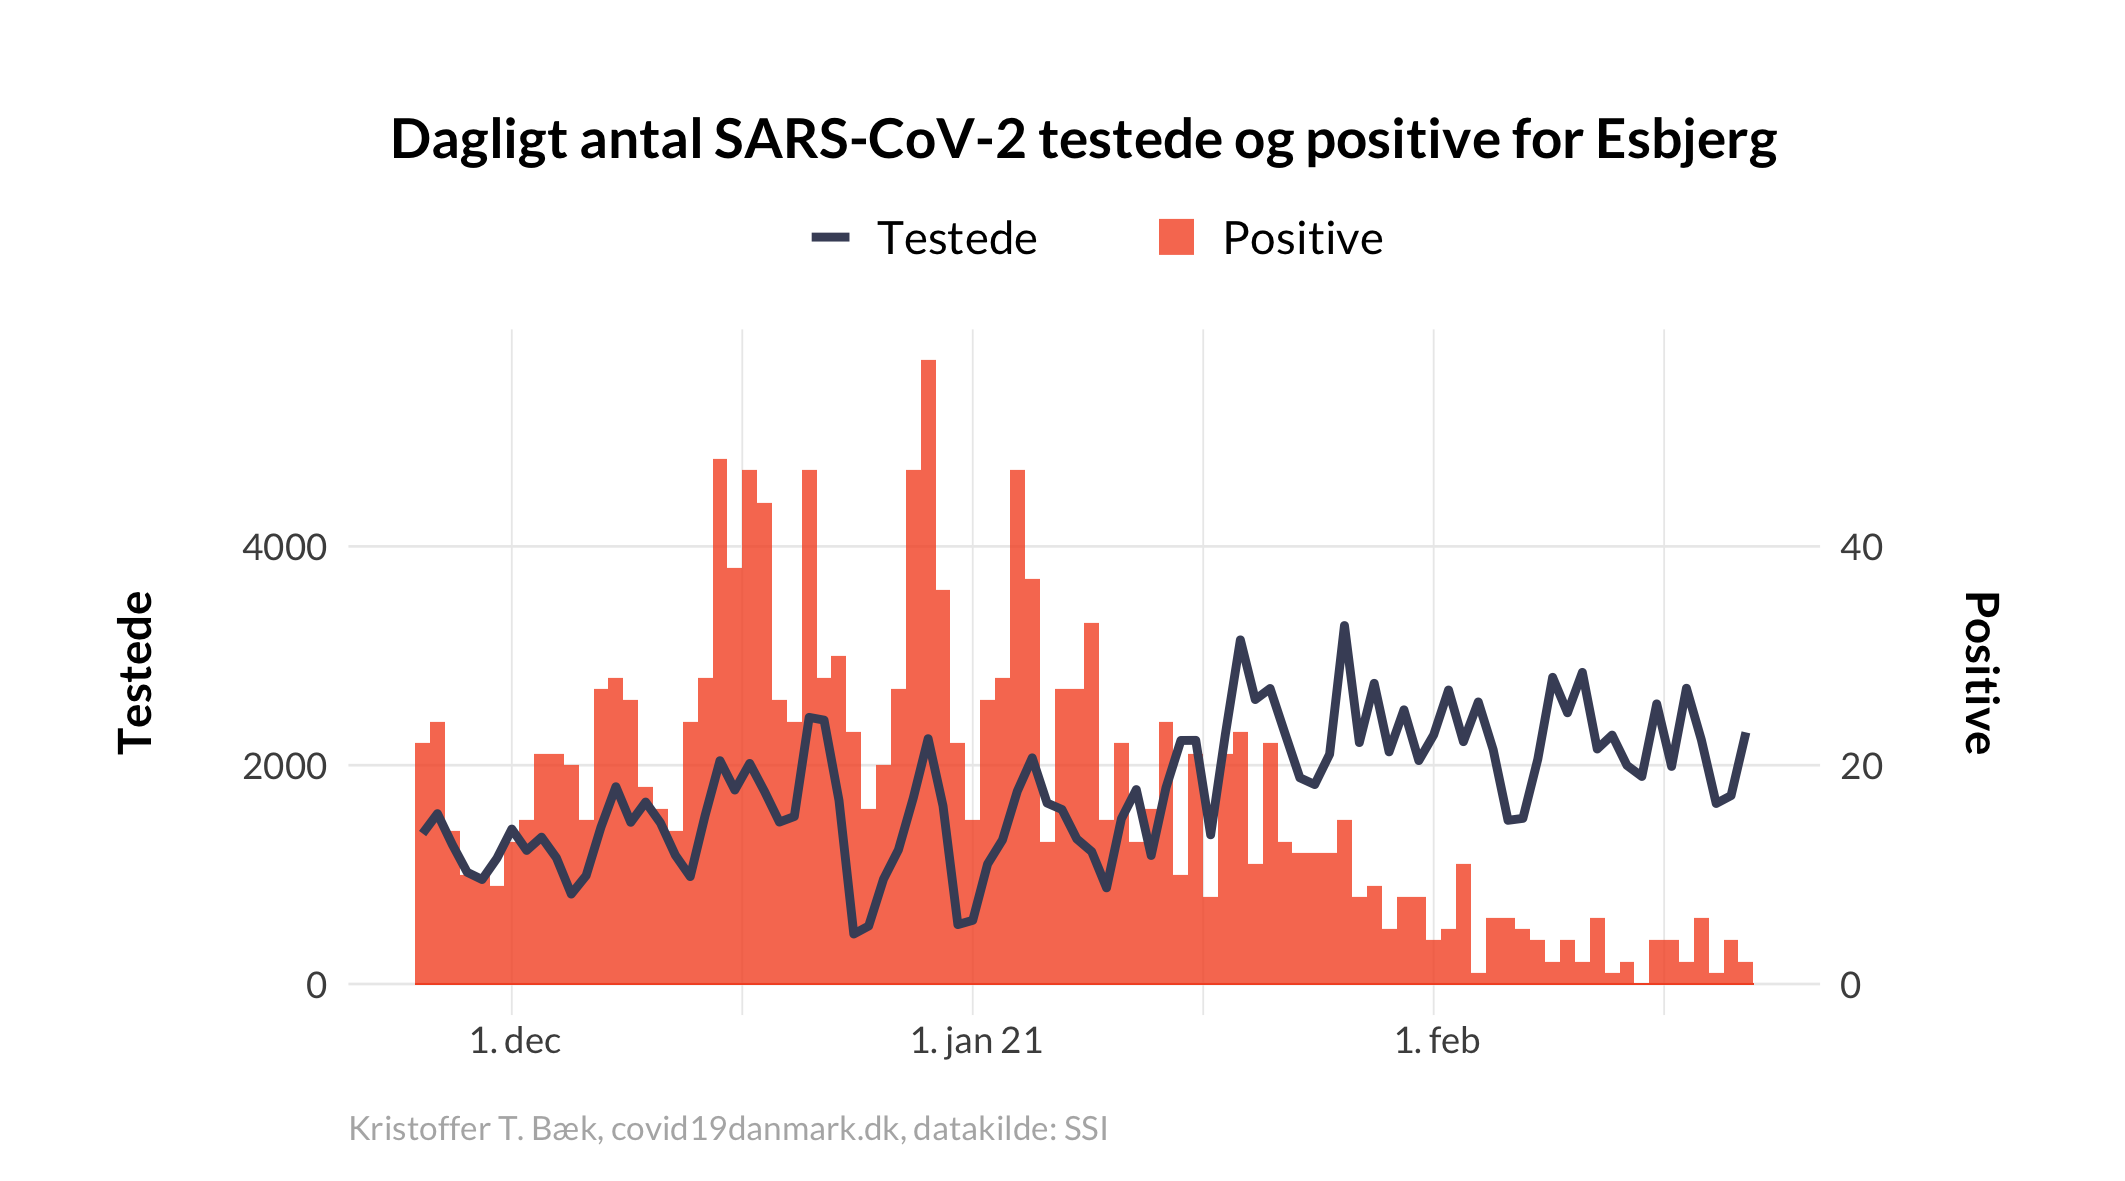 Dagligt antal SARS-CoV-2 testede og positive for Esbjerg
Testede
Positive
4000
2000
0
Testede
40
20
0
Positive
1. dec
1. jan 21
1. feb
Kristoffer T. Bæk, covid19danmark.dk, datakilde: SSI